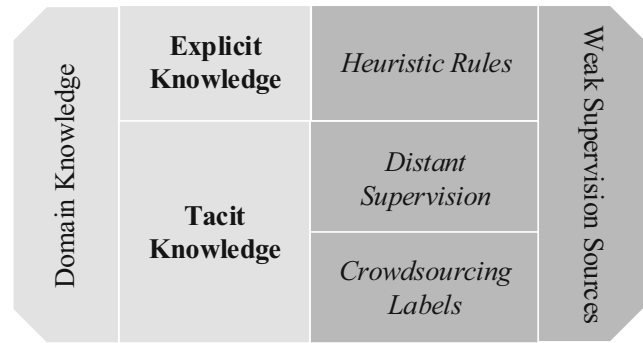 Domain Knowledge
Explicit
Knowledge
Heuristic Rules
Tacit
Knowledge
Distant
Supervision
Crowdsourcing
Labels
Weak Supervision Sources